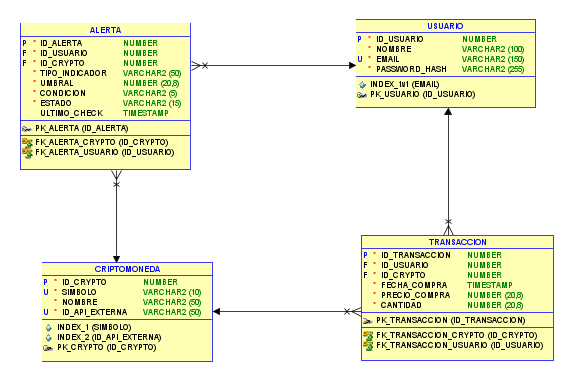 ALERTA
P * ID_ALERTA NUMBER
F * ID_USUARIO NUMBER
F * ID_CRYPTO NUMBER
* TIPO_INDICADOR VARCHAR2 (50)
* UMBRAL NUMBER (20,8)
* CONDICION VARCHAR2 (5)
* ESTADO VARCHAR2 (15)
ULTIMO_CHECK TIMESTAMP
PK_ALERTA (ID_ALERTA)
FK_ALERTA_CRYPTO (ID_CRYPTO)
FK_ALERTA_USUARIO (ID_USUARIO)
USUARIO
P * ID_USUARIO NUMBER
* NOMBRE VARCHAR2 (100)
U * EMAIL VARCHAR2 (150)
* PASSWORD_HASH VARCHAR2 (255)
INDEX_1v1 (EMAIL)
PK_USUARIO (ID_USUARIO)
CRIPTOMONEDA
P * ID_CRYPTO NUMBER
U * SIMBOLO VARCHAR2 (10)
* NOMBRE VARCHAR2 (50)
U * ID_API_EXTERNA VARCHAR2 (50)
INDEX_1 (SIMBOLO)
INDEX_2 (ID_API_EXTERNA)
PK_CRYPTO (ID_CRYPTO)
TRANSACCION
P * ID_TRANSACCION NUMBER
F * ID_USUARIO NUMBER
F * ID_CRYPTO NUMBER
* FECHA_COMPRA TIMESTAMP
* PRECIO_COMPRA NUMBER (20,8)
* CANTIDAD NUMBER (20,8)
PK_TRANSACCION (ID_TRANSACCION)
FK_TRANSACCION_CRYPTO (ID_CRYPTO)
FK_TRANSACCION_USUARIO (ID_USUARIO)